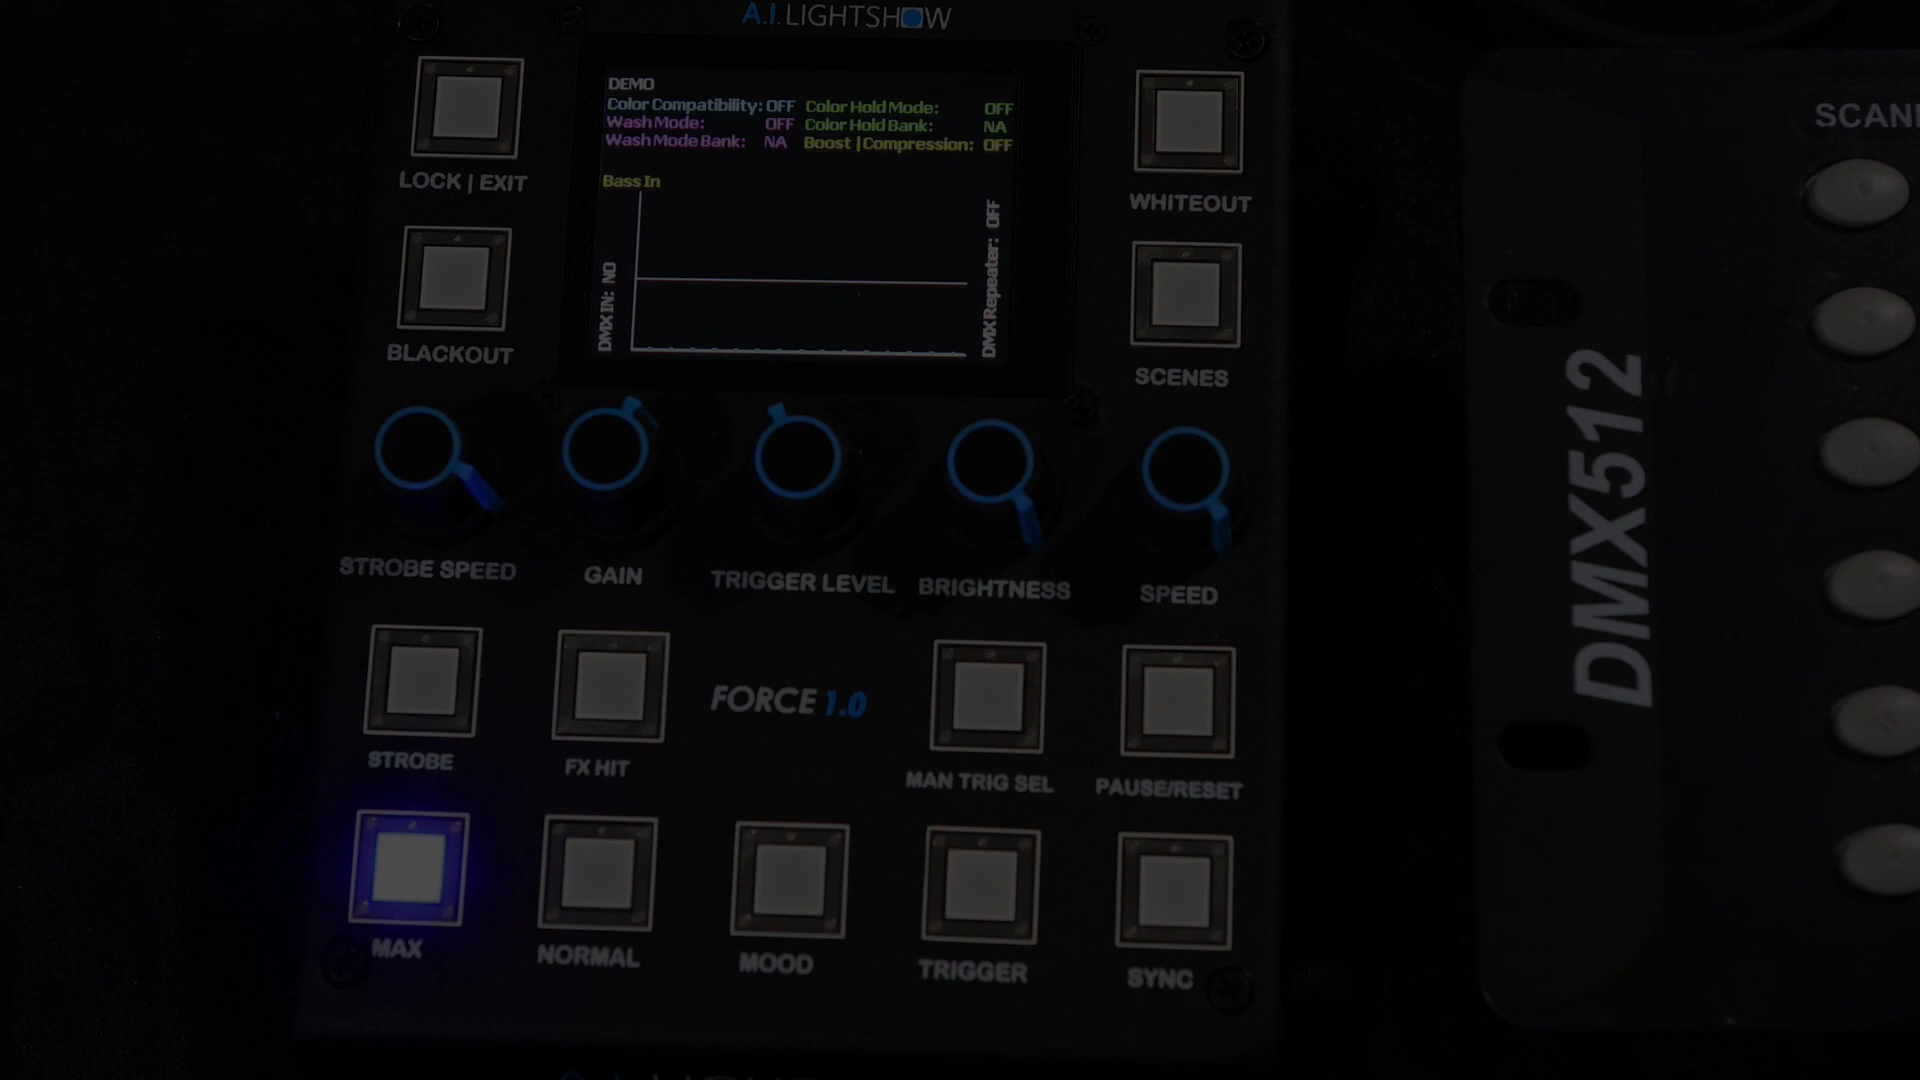 A.I. LIGHTSHOW
DEMO
Color Compatibility: OFF
Wash Mode: OFF
Wash Mode Bank: NA
Color Hold Mode: OFF
Color Hold Bank: NA
Boost | Compression: OFF
Bass In
DMX IN: NO
DMX Repeater: OFF
LOCK | EXIT
WHITEOUT
BLACKOUT
SCENES
STROBE SPEED
GAIN
TRIGGER LEVEL
BRIGHTNESS
SPEED
FORCE 1.0
STROBE
FX HIT
MAN TRIG SEL
PAUSE/RESET
MAX
NORMAL
MOOD
TRIGGER
SYNC
DMX512